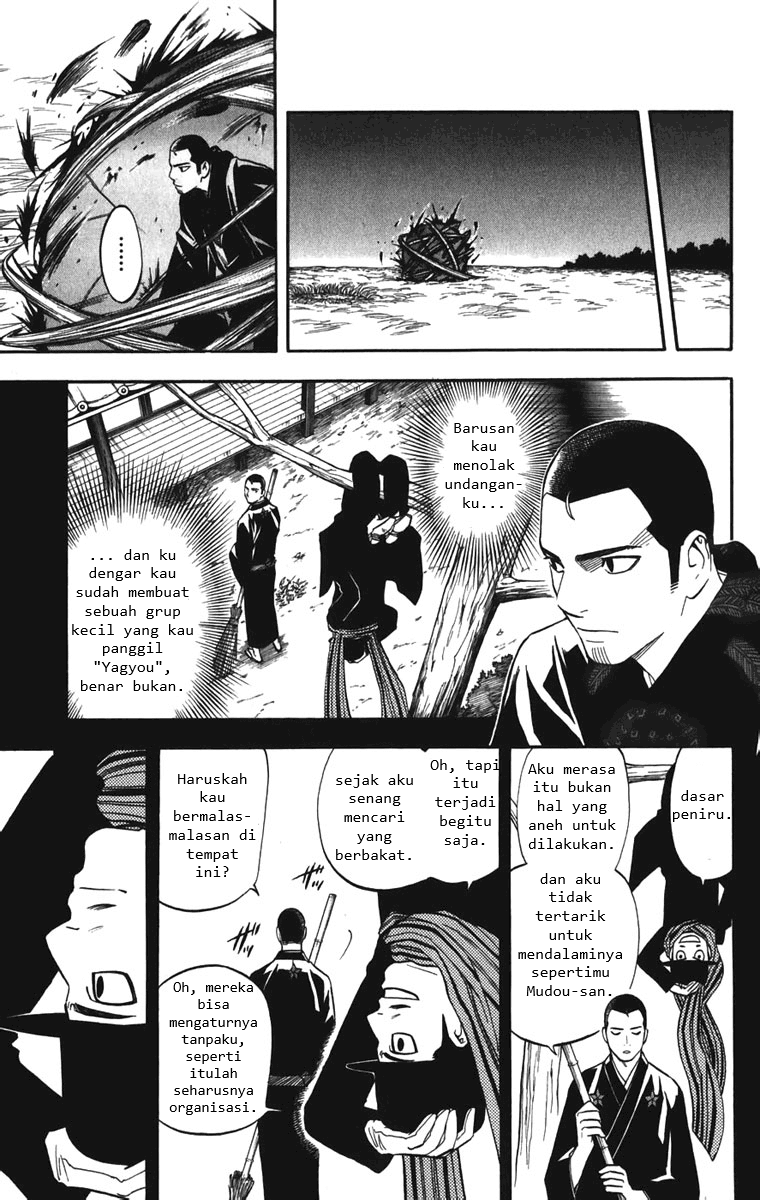 ......
Barusan
kau
menolak
undangan-
ku...
... dan ku
dengar kau
sudah membuat
sebuah grup
kecil yang kau
panggil
"Yagyou",
benar bukan.
dasar
peniru.
Aku merasa
itu bukan
hal yang
aneh untuk
dilakukan.
dan aku
tidak
tertarik
untuk
mendalaminya
sepertimu
Mudou-san.
Oh, tapi
itu
terjadi
begitu
saja.
sejak aku
senang
mencari
yang
berbakat.
Haruskah
kau
bermalas-
malasan di
tempat
ini?
Oh, mereka
bisa
mengaturnya
tanpaku,
seperti
itulah
seharusnya
organisasi.